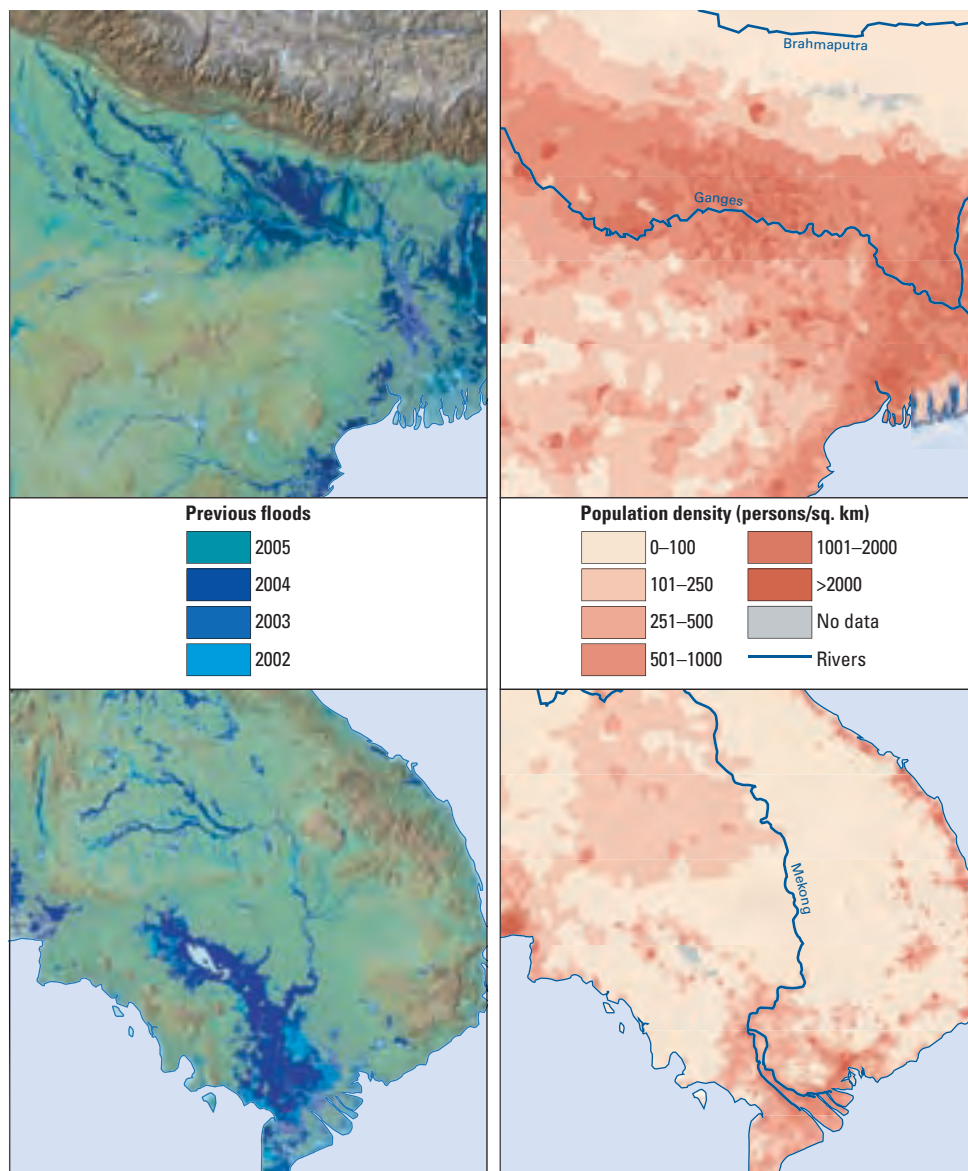 Brahmaputra
Ganges
Previous floods
2005
2004
2003
2002
Population density (persons/sq. km)
0–100
101–250
251–500
501–1000
1001–2000
>2000
No data
Rivers
Mekong